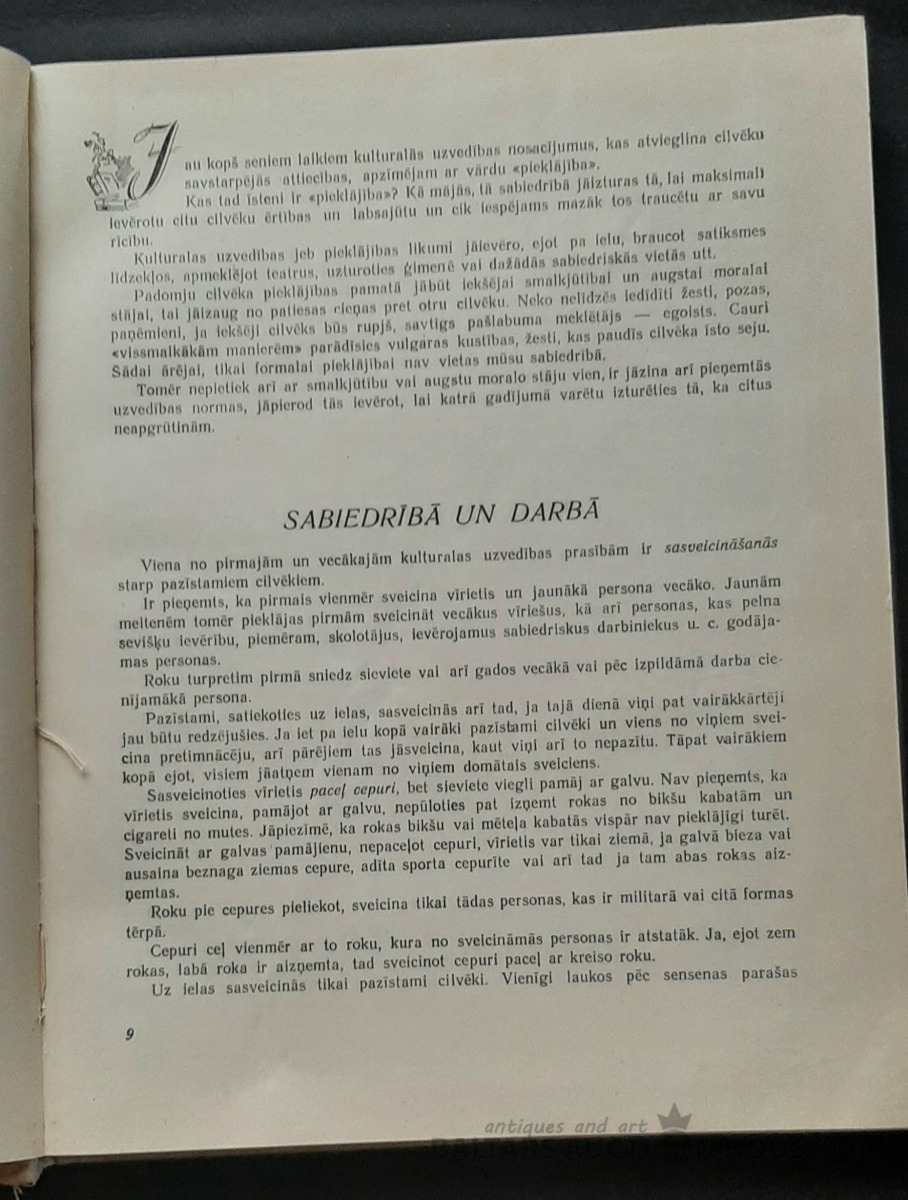 Jau kopš seniem laikiem kulturalās uzvedības nosacījumus, kas atvieglina cilvēku
savstarpējās attiecības, apzīmējam ar vārdu «pieklājība».
Kas tad īsteni ir «pieklājība»? Kā mājās, tā sabiedrībā jāizturas tā, lai maksimali
ievērotu citu cilvēku ērtības un labsajūtu un cik iespējams mazāk tos traucētu ar savu
rīcību.
Kulturalas uzvedības jeb pieklājības likumi jāievēro, ejot pa ielu, braucot satiksmes
līdzekļos, apmeklējot teatrus, uzturoties ģimenē vai dažādās sabiedriskās vietās utt.
Padomju cilvēka pieklājības pamatā jābūt iekšējai smalkjūtībai un augstai moralai
stājai, tai jāizaug no patiesas cieņas pret otru cilvēku. Neko nelīdzēs iedīdīti žesti, pozas,
paņēmieni, ja iekšēji cilvēks būs rupjš, savtīgs pašlabuma meklētājs — egoists. Cauri
«vissmalkākām manierēm» parādīsies vulgaras kustības, žesti, kas paudīs cilvēka īsto seju.
Šādai ārējai, tikai formalai pieklājībai nav vietas mūsu sabiedrībā.
Tomēr nepietiek arī ar smalkjūtību vai augstu moralo stāju vien, ir jāzina arī pieņemtās
uzvedības normas, jāpierod tās ievērot, lai katrā gadījumā varētu izturēties tā, ka citus
neapgrūtinām.
SABIEDRĪBĀ UN DARBĀ
Viena no pirmajām un vecākajām kulturalas uzvedības prasībām ir sasveicināšanās
starp pazīstamiem cilvēkiem.
Ir pieņemts, ka pirmais vienmēr sveicina vīrietis un jaunākā persona vecāko. Jaunām
meitenēm tomēr pieklājas pirmām sveicināt vecākus vīriešus, kā arī personas, kas pelna
sevišķu ievērību, piemēram, skolotājus, ievērojamus sabiedriskus darbiniekus u. c. godāja-
mas personas.
Roku turpretim pirmā sniedz sieviete vai arī gados vecākā vai pēc izpildāmā darba cie-
nījamākā persona.
Pazīstami, satiekoties uz ielas, sasveicinās arī tad, ja tajā dienā viņi pat vairākkārtēji
jau būtu redzējušies. Ja iet pa ielu kopā vairāki pazīstami cilvēki un viens no viņiem svei-
cina pretimnācēju, arī pārējiem tas jāsveicina, kaut viņi arī to nepazītu. Tāpat vairākiem
kopā ejot, visiem jāatņem vienam no viņiem domātais sveiciens.
Sasveicinoties vīrietis paceļ cepuri, bet sieviete viegli pamāj ar galvu. Nav pieņemts, ka
vīrietis sveicina, pamājot ar galvu, nepūloties pat izņemt rokas no bikšu kabatām un
cigareti no mutes. Jāpiezīmē, ka rokas bikšu vai mēteļa kabatās vispār nav pieklājīgi turēt.
Sveicināt ar galvas pamājienu, nepaceļot cepuri, vīrietis var tikai ziemā, ja galvā bieza vai
ausaina beznaga ziemas cepure, adīta sporta cepurīte vai arī tad ja tam abas rokas aiz-
ņemtas.
Roku pie cepures pieliekot, sveicina tikai tādas personas, kas ir militarā vai citā formas
tērpā.
Cepuri ceļ vienmēr ar to roku, kura no sveicināmās personas ir atstatāk. Ja, ejot zem
rokas, labā roka ir aizņemta, tad sveicinot cepuri paceļ ar kreiso roku.
Uz ielas sasveicinās tikai pazīstami cilvēki. Vienīgi laukos pēc sensenas parašas
9
antiques and art